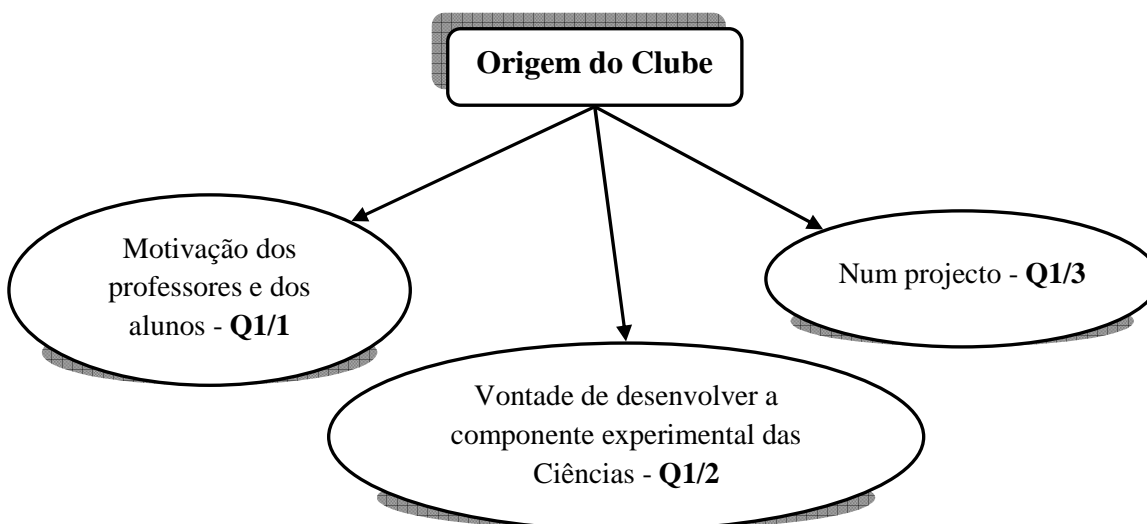 Origem do Clube
Motivação dos
professores e dos
alunos - Q1/1
Num projecto - Q1/3
Vontade de desenvolver a
componente experimental das
Ciências - Q1/2